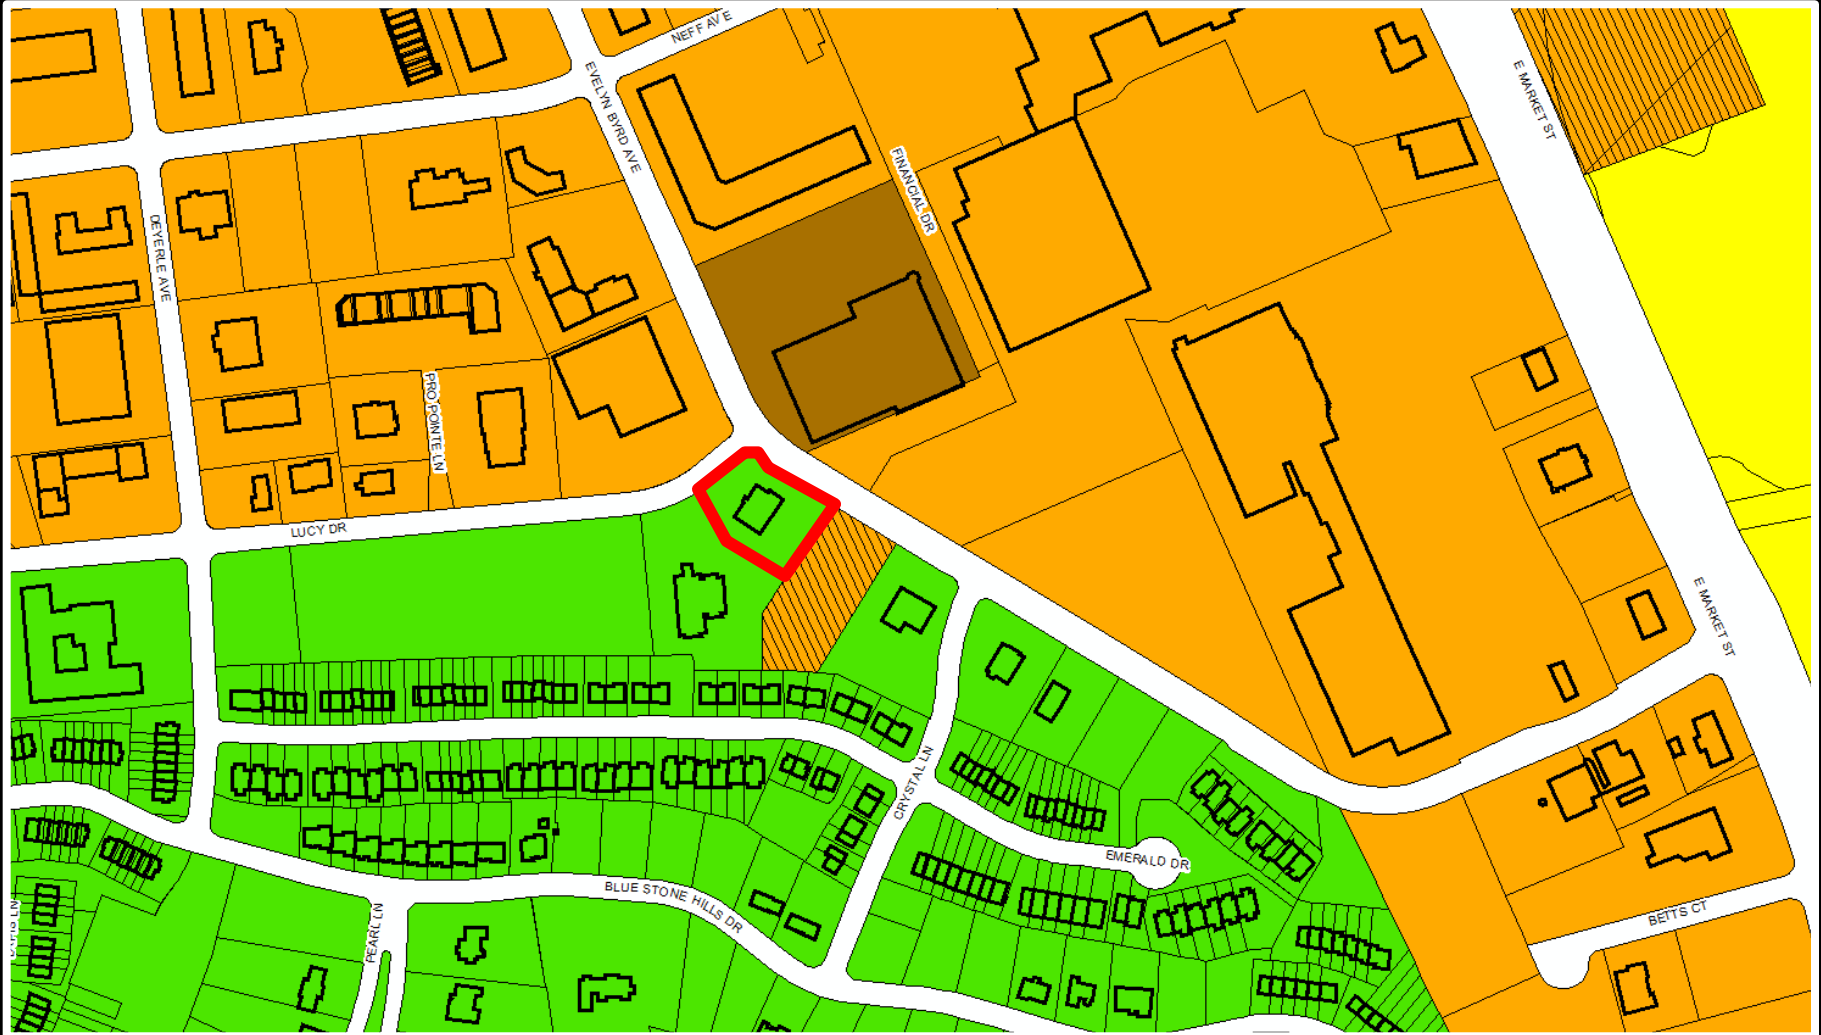 NEFF AVE
EVELYN BYRD AVE
E MARKET ST
FINANCIAL DR
DEYERLE AVE
PRO POINTE LN
LUCY DR
E MARKET ST
CRYSTAL LN
EMERALD DR
BLUE STONE HILLS DR
PEARL LN
BETTS CT
LN